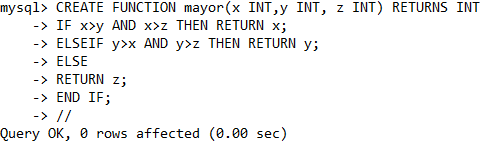 mysql> CREATE FUNCTION mayor(x INT,y INT, z INT) RETURNS INT
-> IF x>y AND x>z THEN RETURN x;
-> ELSEIF y>x AND y>z THEN RETURN y;
-> ELSE
-> RETURN z;
-> END IF;
-> //
Query OK, 0 rows affected (0.00 sec)